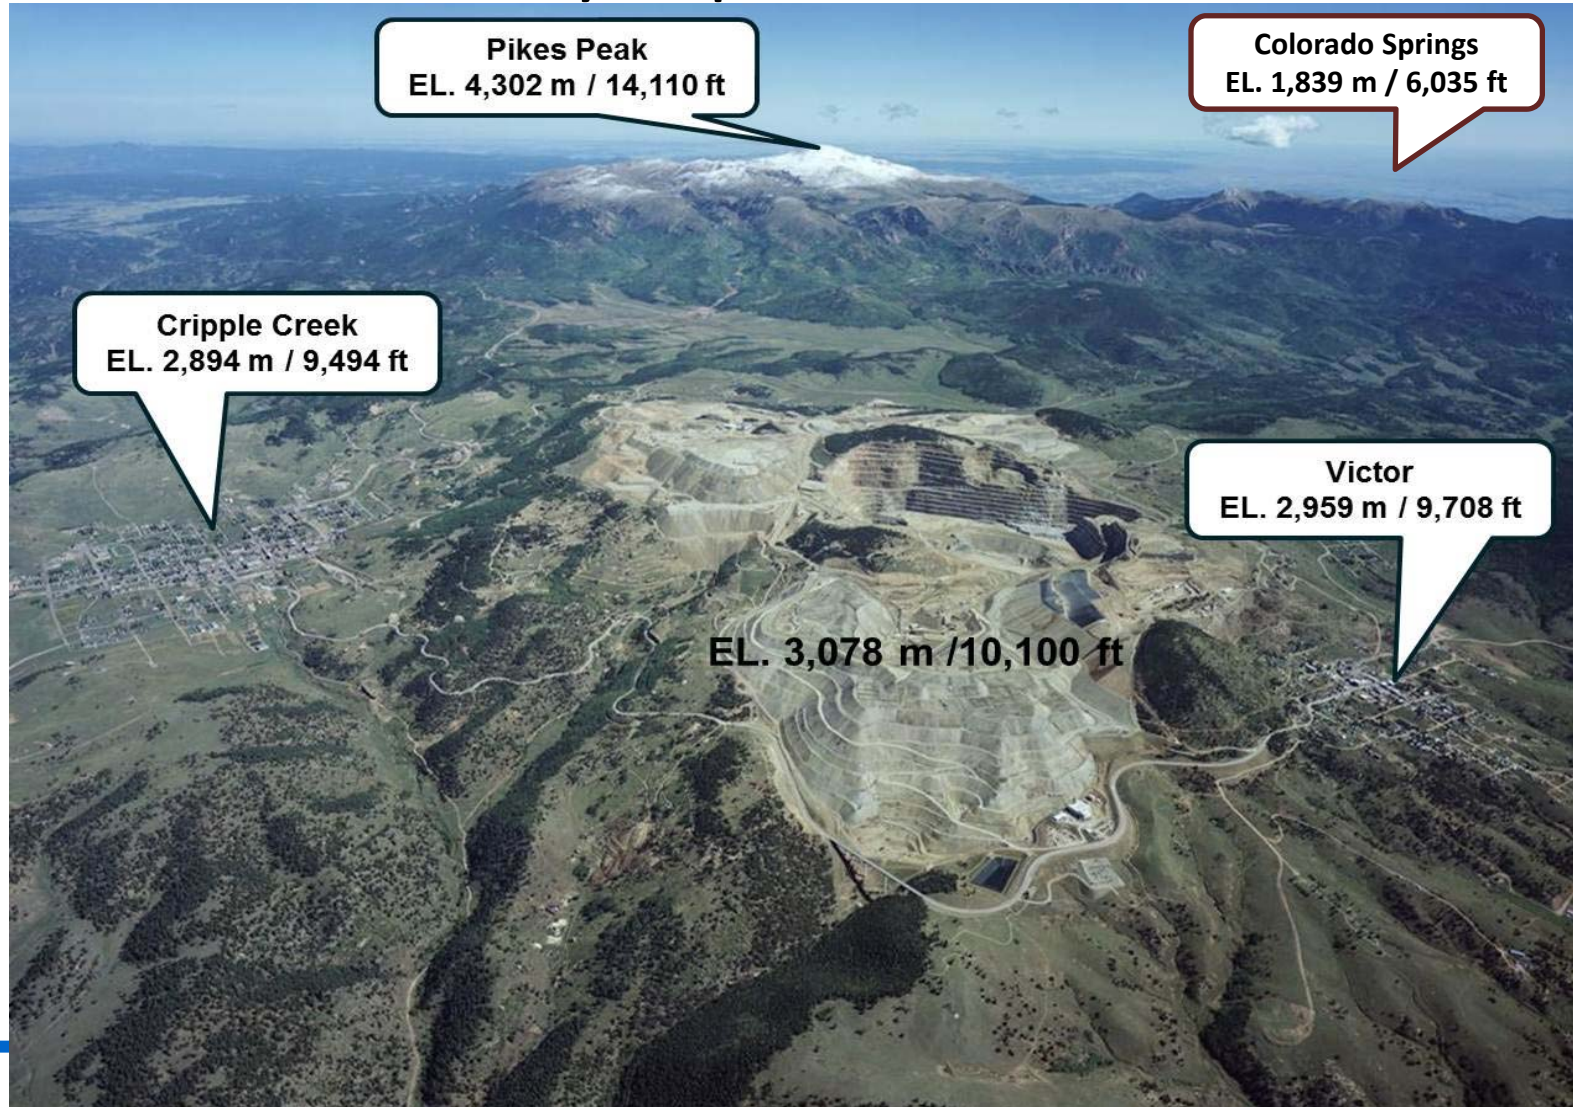 Pikes Peak
EL. 4,302 m / 14,110 ft
Colorado Springs
EL. 1,839 m / 6,035 ft
Cripple Creek
EL. 2,894 m / 9,494 ft
Victor
EL. 2,959 m / 9,708 ft
EL. 3,078 m /10,100 ft